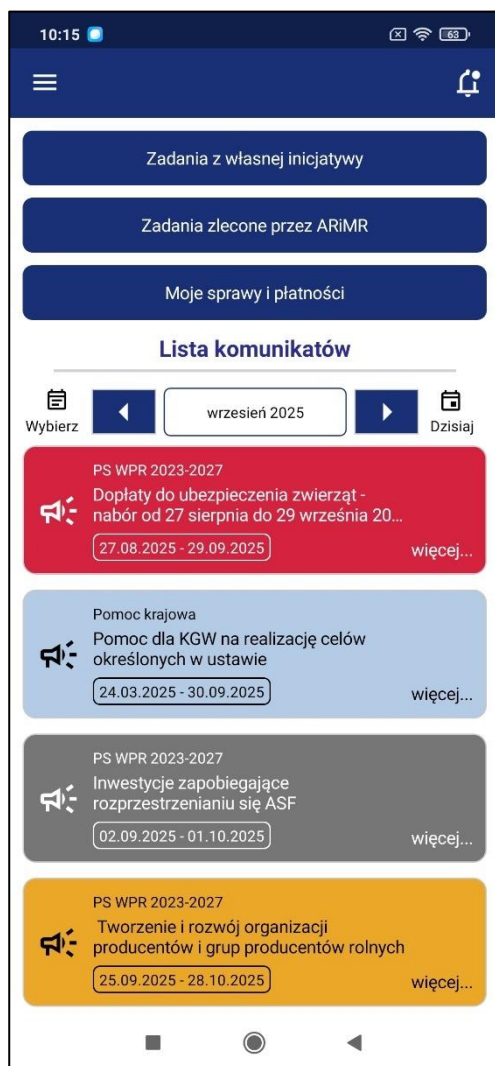 10:15
63
Zadania z własnej inicjatywy
Zadania zlecone przez ARiMR
Moje sprawy i płatności
Lista komunikatów
Wybierz
wrzesień 2025
Dzisiaj
PS WPR 2023-2027
Dopłaty do ubezpieczenia zwierząt -
nabór od 27 sierpnia do 29 września 20...
27.08.2025 - 29.09.2025
więcej...
Pomoc krajowa
Pomoc dla KGW na realizację celów
określonych w ustawie
24.03.2025 - 30.09.2025
więcej...
PS WPR 2023-2027
Inwestycje zapobiegające
rozprzestrzenianiu się ASF
02.09.2025 - 01.10.2025
więcej...
PS WPR 2023-2027
Tworzenie i rozwój organizacji
producentów i grup producentów rolnych
25.09.2025 - 28.10.2025
więcej...